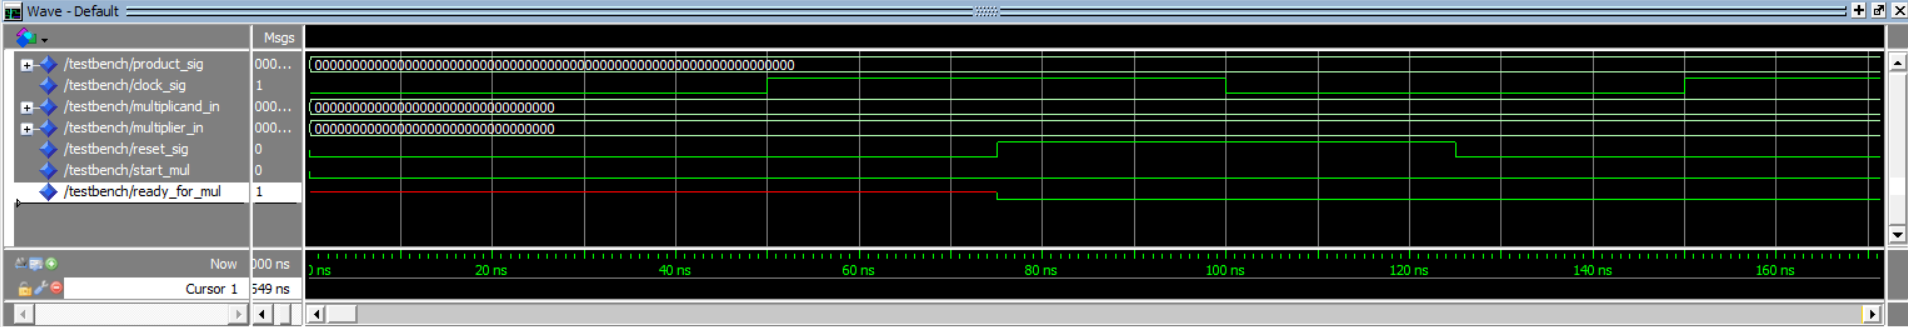 Wave - Default
Msgs
/testbench/product_sig 000... 0000000000000000000000000000000000000000000000000000000000000000
/testbench/clock_sig 1
/testbench/multiplicand_in 000... 00000000000000000000000000000000
/testbench/multiplier_in 000... 00000000000000000000000000000000
/testbench/reset_sig 0
/testbench/start_mul 0
/testbench/ready_for_mul 1
Now 000 ns ns 20 ns 40 ns 60 ns 80 ns 100 ns 120 ns 140 ns 160 ns
Cursor 1 549 ns